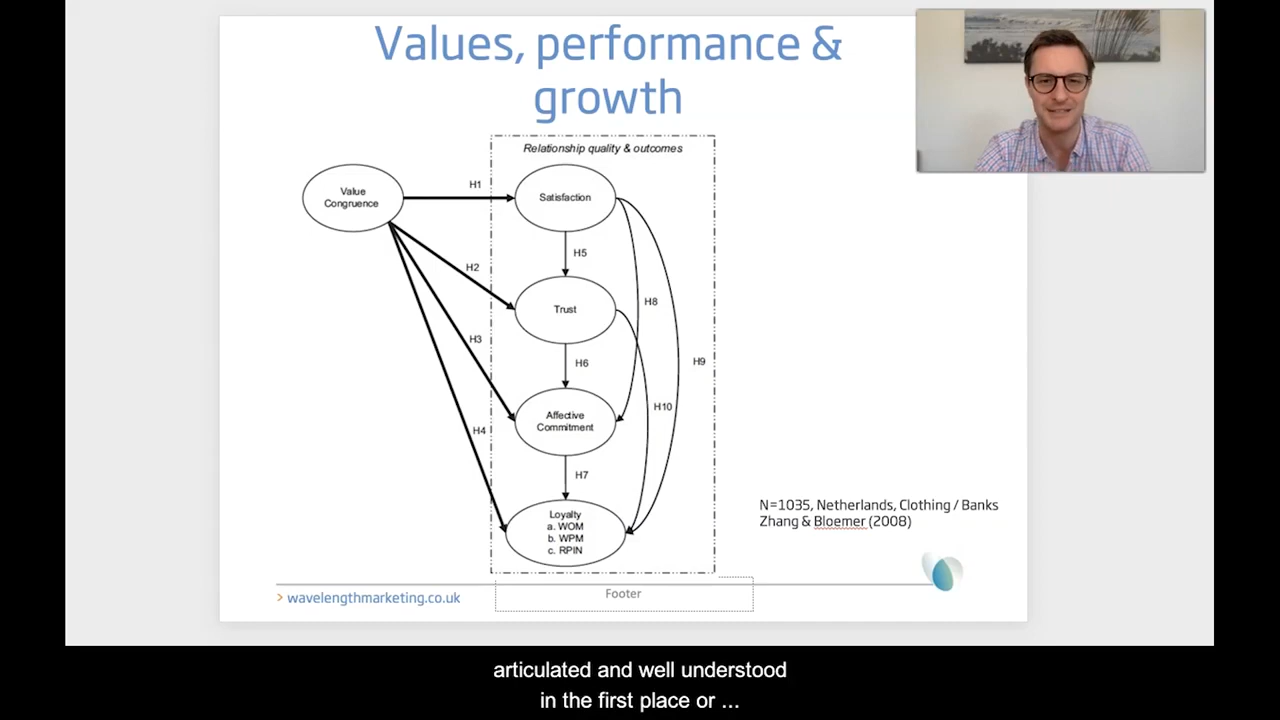 Values, performance &
growth
Relationship quality & outcomes
Value
Congruence
H1
Satisfaction
H2
H5
Trust
H8
H3
H6
H9
H10
Affective
Commitment
H4
H7
Loyalty
a. WOM
b. WPM
c. RPIN
N=1035, Netherlands, Clothing / Banks
Zhang & Bloemer (2008)
> wavelengthmarketing.co.uk
Footer
articulated and well understood
in the first place or ...